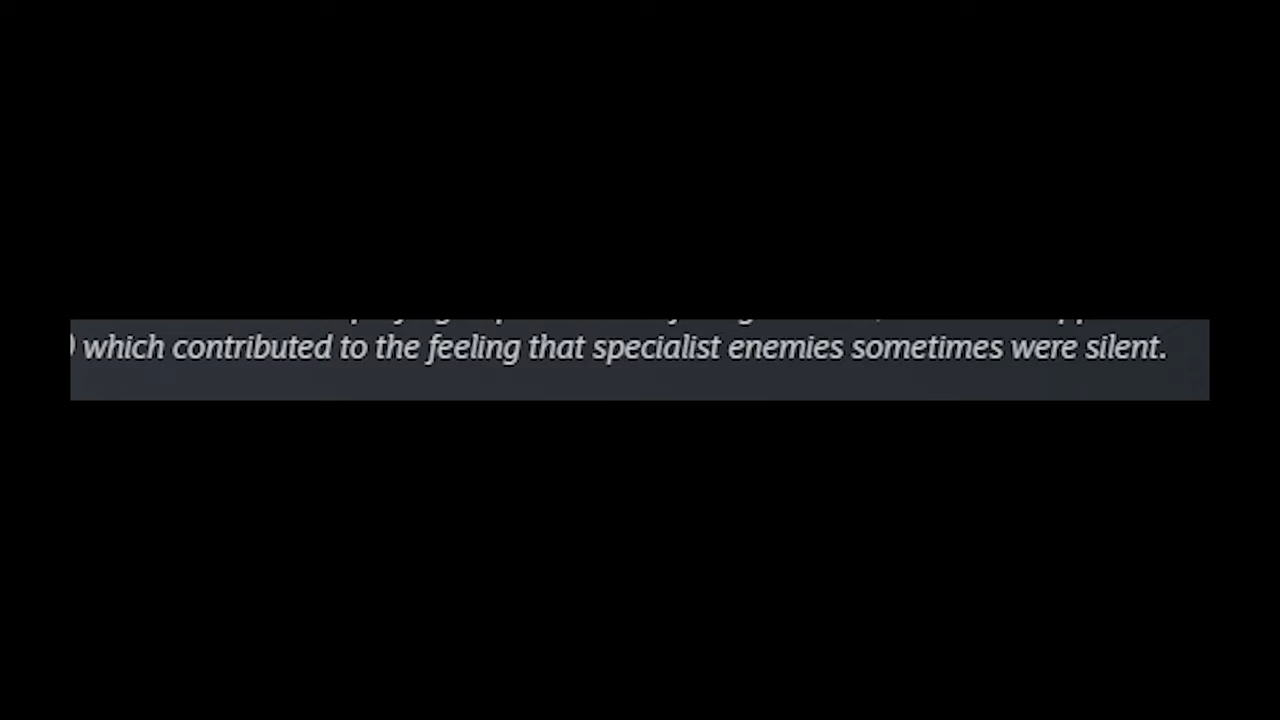 ) which contributed to the feeling that specialist enemies sometimes were silent.